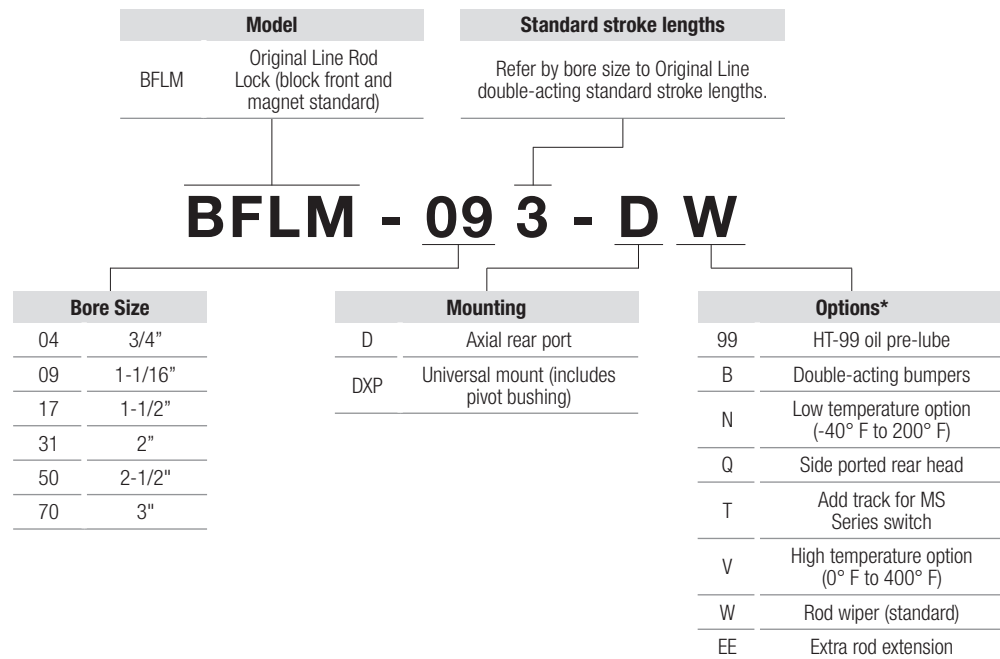 Model
BFLM
Original Line Rod
Lock (block front and
magnet standard)
Standard stroke lengths
Refer by bore size to Original Line
double-acting standard stroke lengths.
BFLM - 09 3 - D W
Bore Size
04 3/4”
09 1-1/16”
17 1-1/2”
31 2”
50 2-1/2"
70 3"
Mounting
D Axial rear port
DXP
Universal mount (includes
pivot bushing)
Options*
99 HT-99 oil pre-lube
B Double-acting bumpers
N
Low temperature option
(-40° F to 200° F)
Q Side ported rear head
T
Add track for MS
Series switch
V
High temperature option
(0° F to 400° F)
W Rod wiper (standard)
EE Extra rod extension